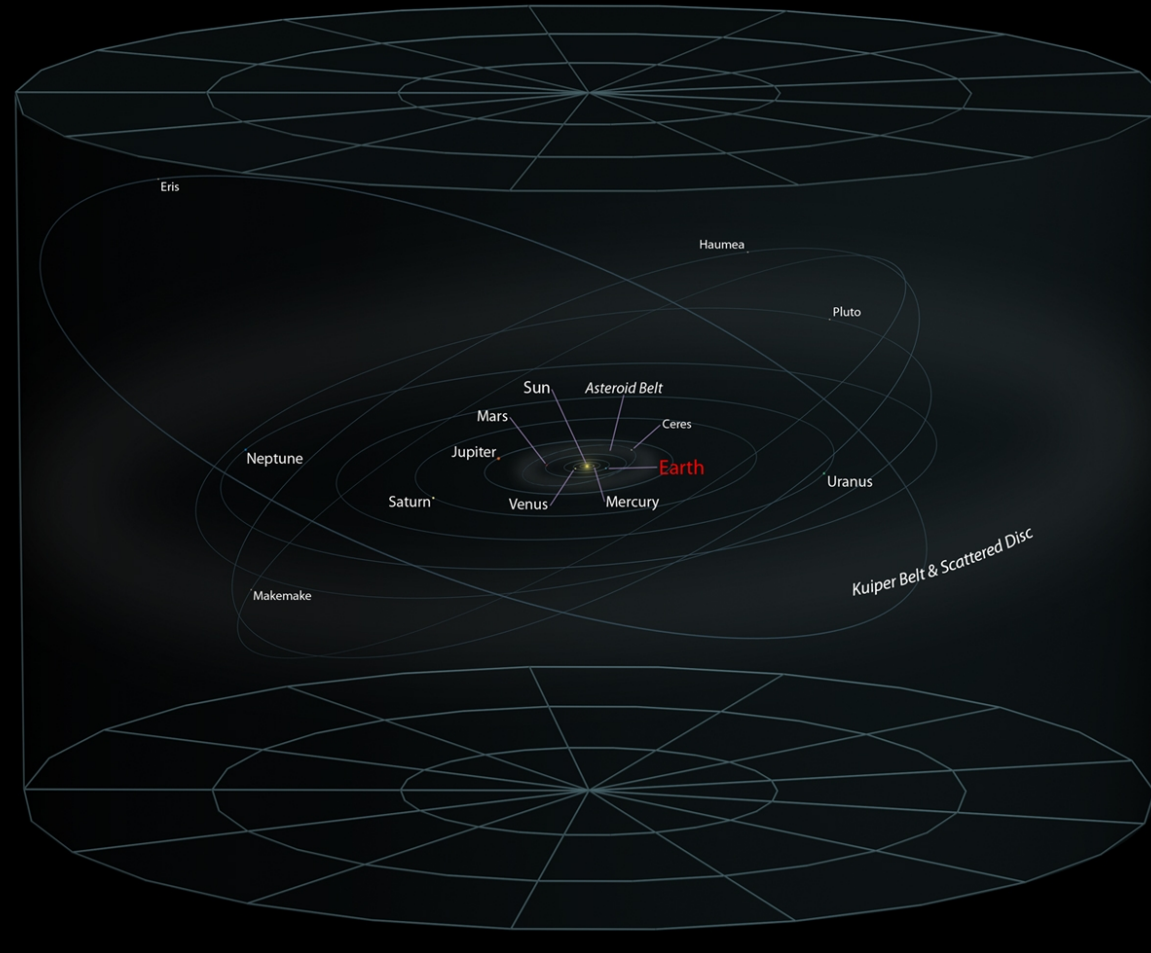 Eris
Haumea
Pluto
Sun
Asteroid Belt
Mars
Ceres
Jupiter
Neptune
Earth
Uranus
Saturn
Venus
Mercury
Kuiper Belt & Scattered Disc
Makemake